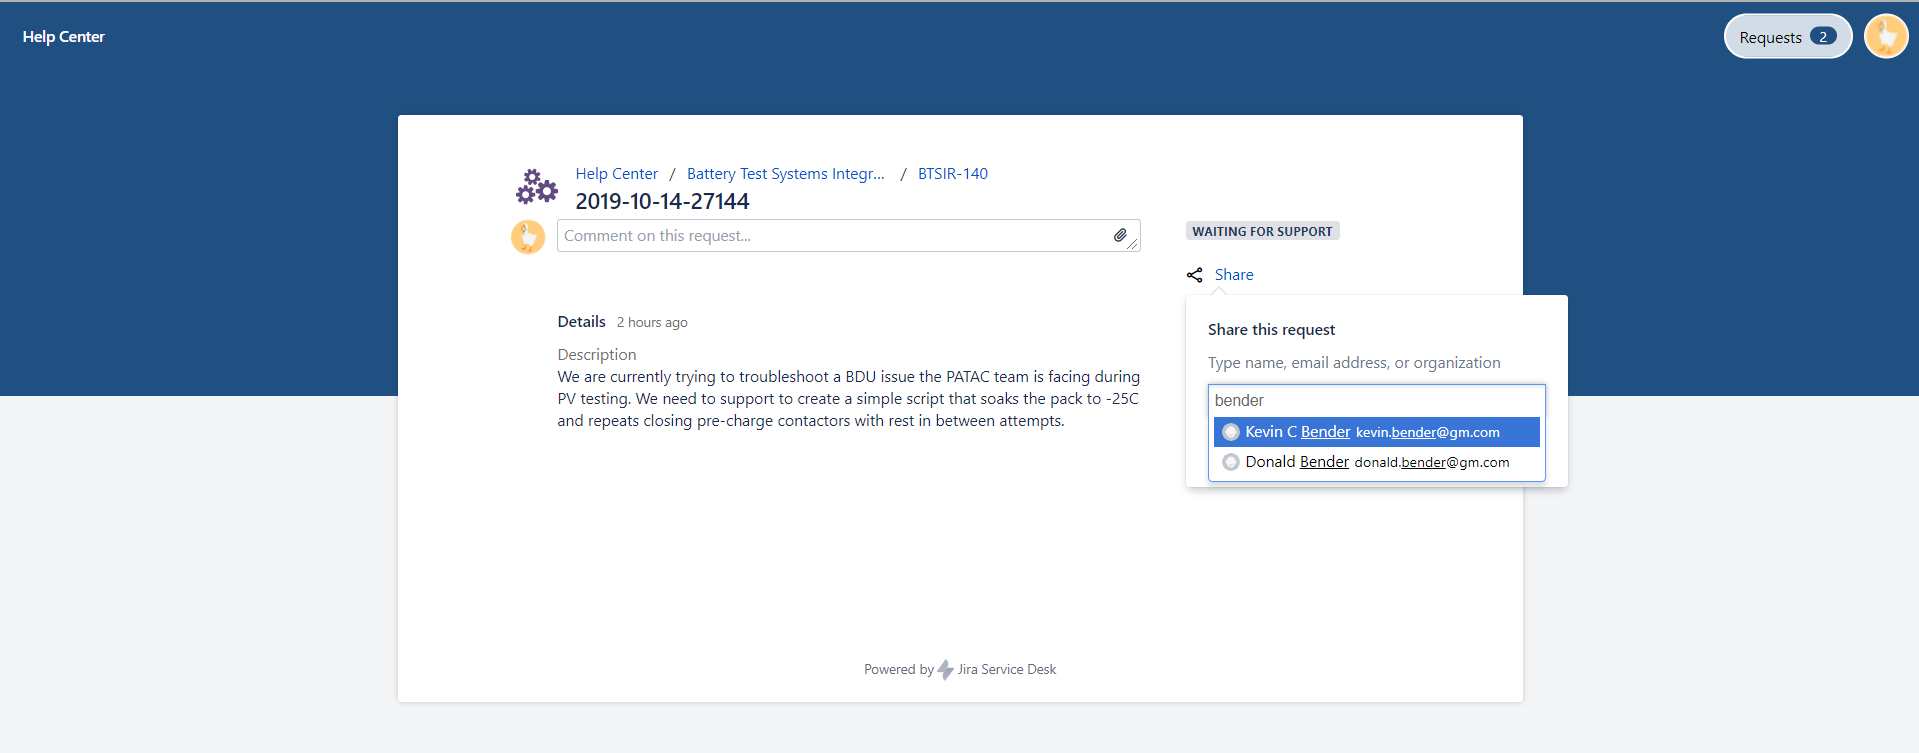 Help Center
Requests 2
Help Center / Battery Test Systems Integr... / BTSIR-140
2019-10-14-27144
Comment on this request...
WAITING FOR SUPPORT
Share
Share this request
Type name, email address, or organization
bender
Kevin C Bender kevin.bender@gm.com
Donald Bender donald.bender@gm.com
Details 2 hours ago
Description
We are currently trying to troubleshoot a BDU issue the PATAC team is facing during
PV testing. We need to support to create a simple script that soaks the pack to -25C
and repeats closing pre-charge contactors with rest in between attempts.
Powered by Jira Service Desk